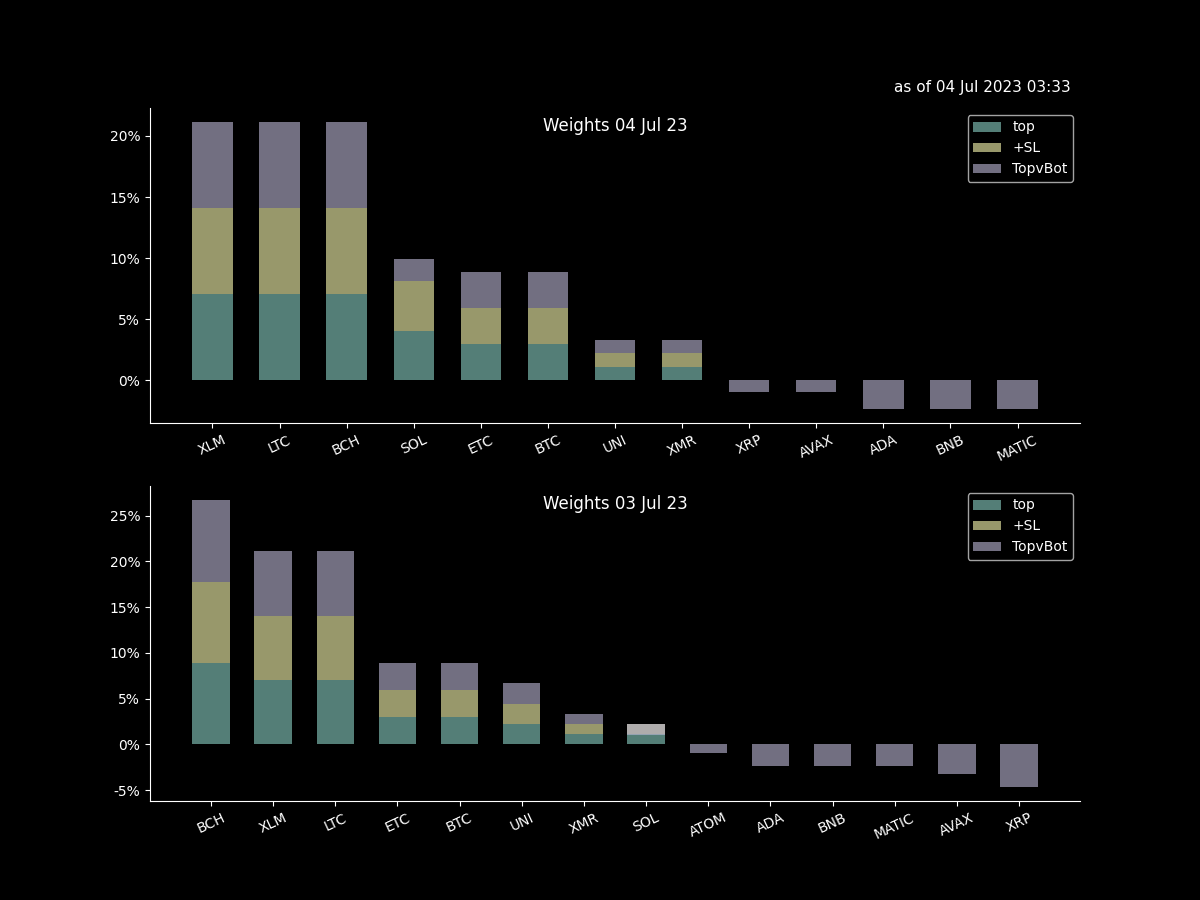 as of 04 Jul 2023 03:33
Weights 04 Jul 23
top
+SL
TopvBot
20%
15%
10%
5%
0%
XLM LTC BCH SOL ETC BTC UNI XMR XRP AVAX ADA BNB MATIC
Weights 03 Jul 23
top
+SL
TopvBot
25%
20%
15%
10%
5%
0%
-5%
BCH XLM LTC ETC BTC UNI XMR SOL ATOM ADA BNB MATIC AVAX XRP